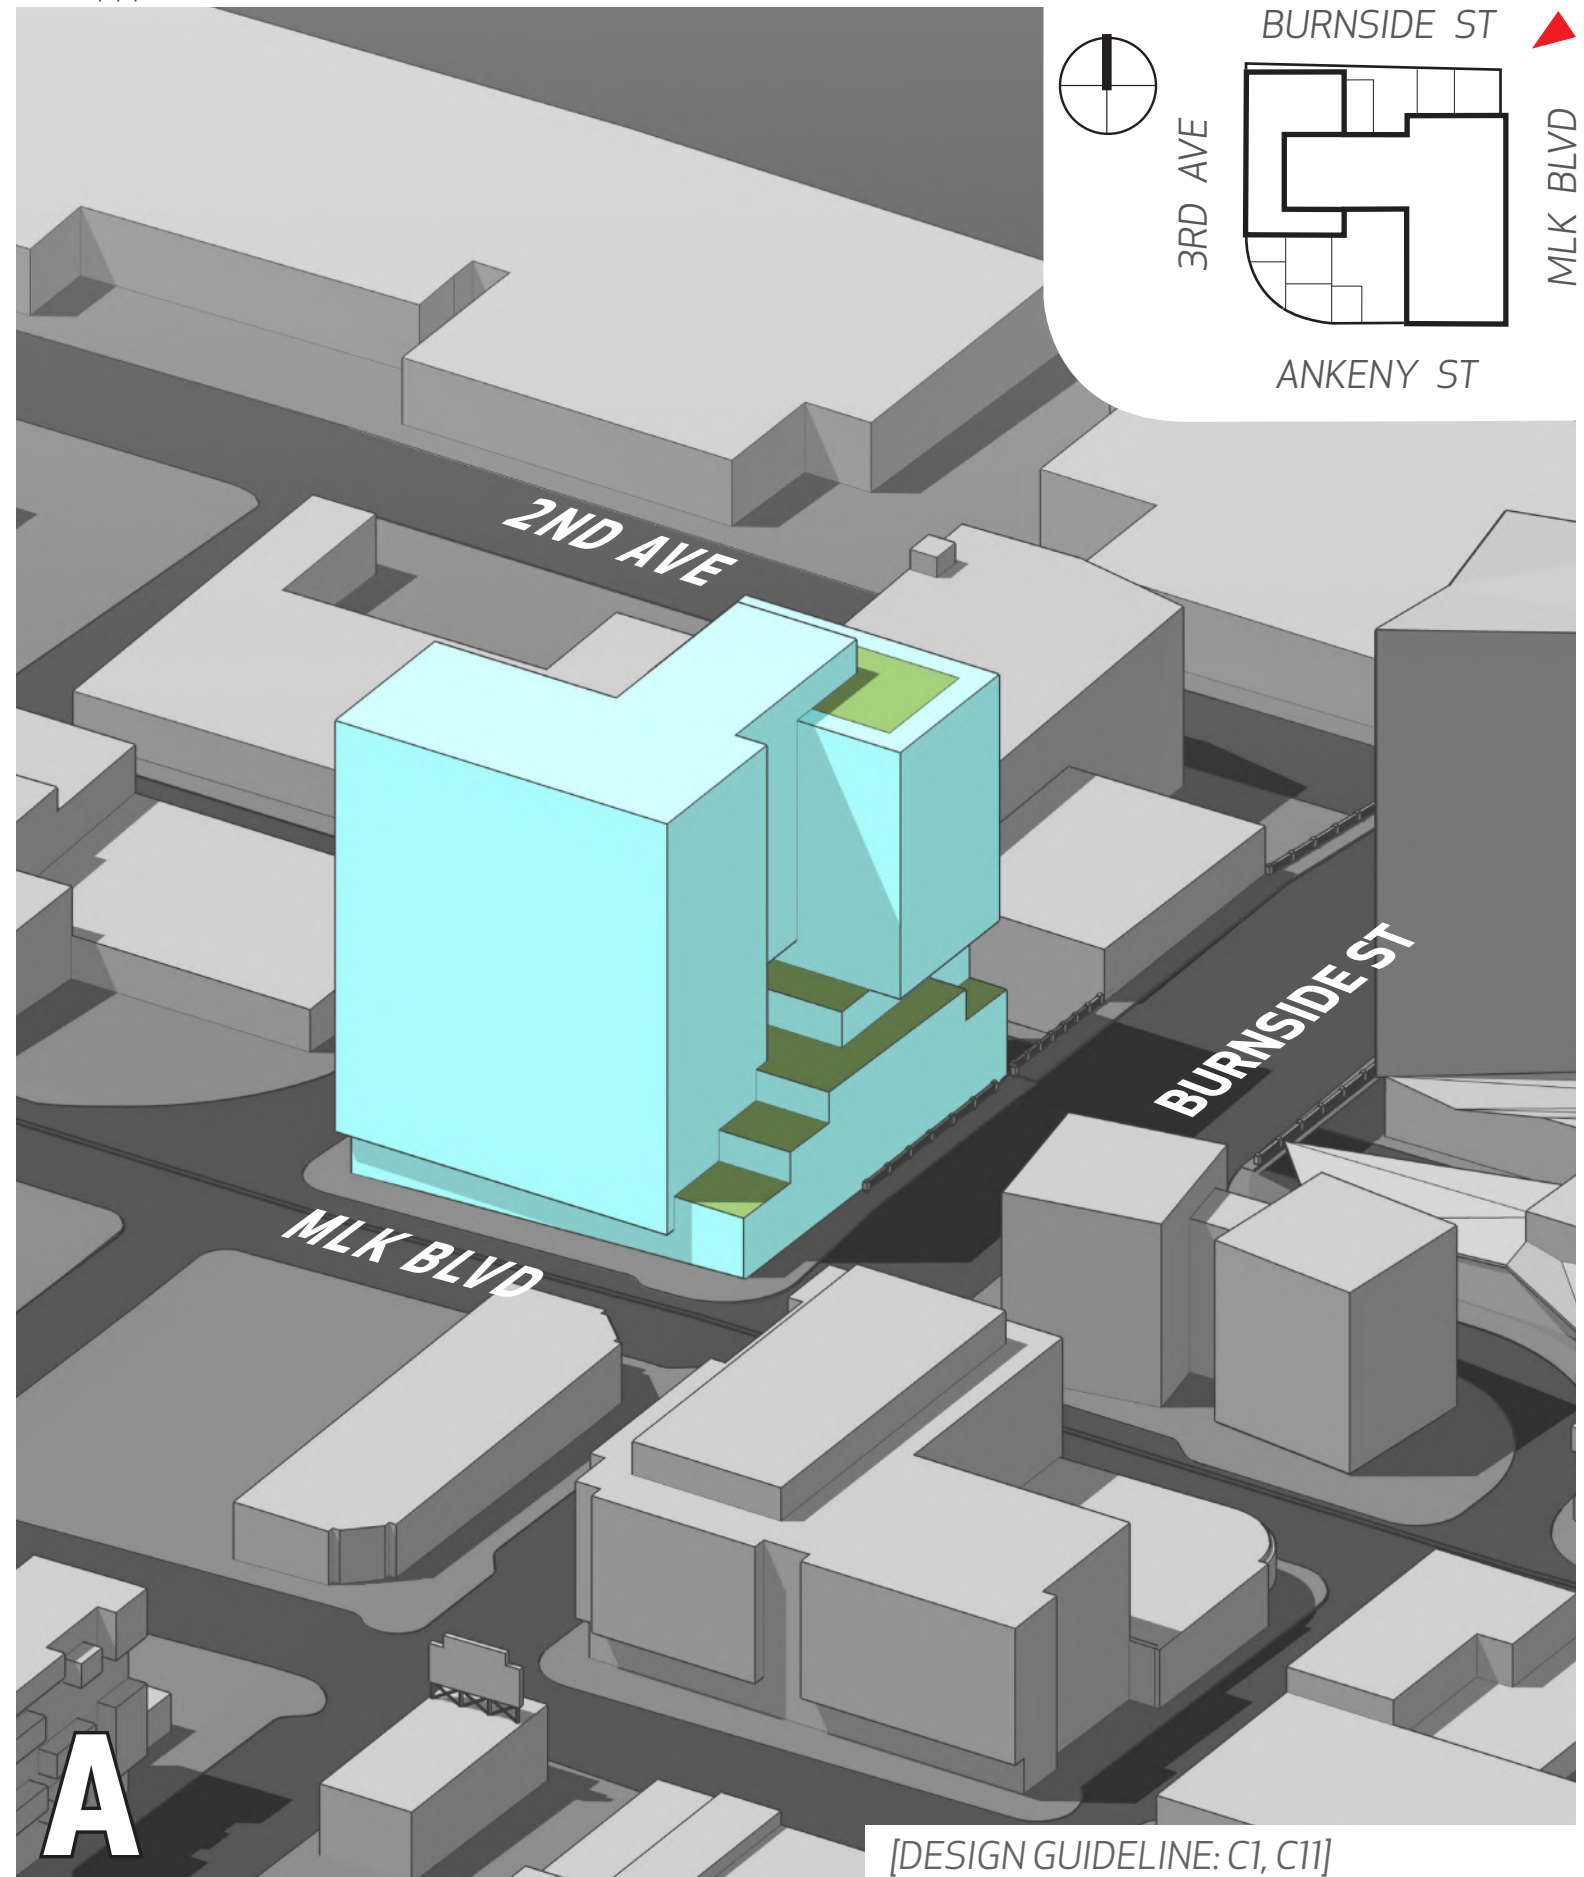 BURNSIDE ST
3RD AVE
MLK BLVD
ANKENY ST
2ND AVE
BURNSIDE ST
MLK BLVD
A
[DESIGN GUIDELINE: C1, C11]